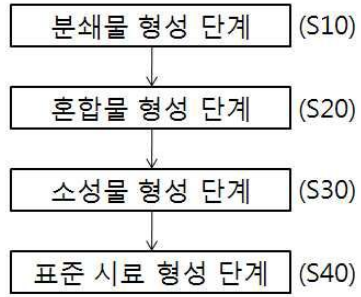 분쇄물 형성 단계 (S10)
혼합물 형성 단계 (S20)
소성물 형성 단계 (S30)
표준 시료 형성 단계 (S40)